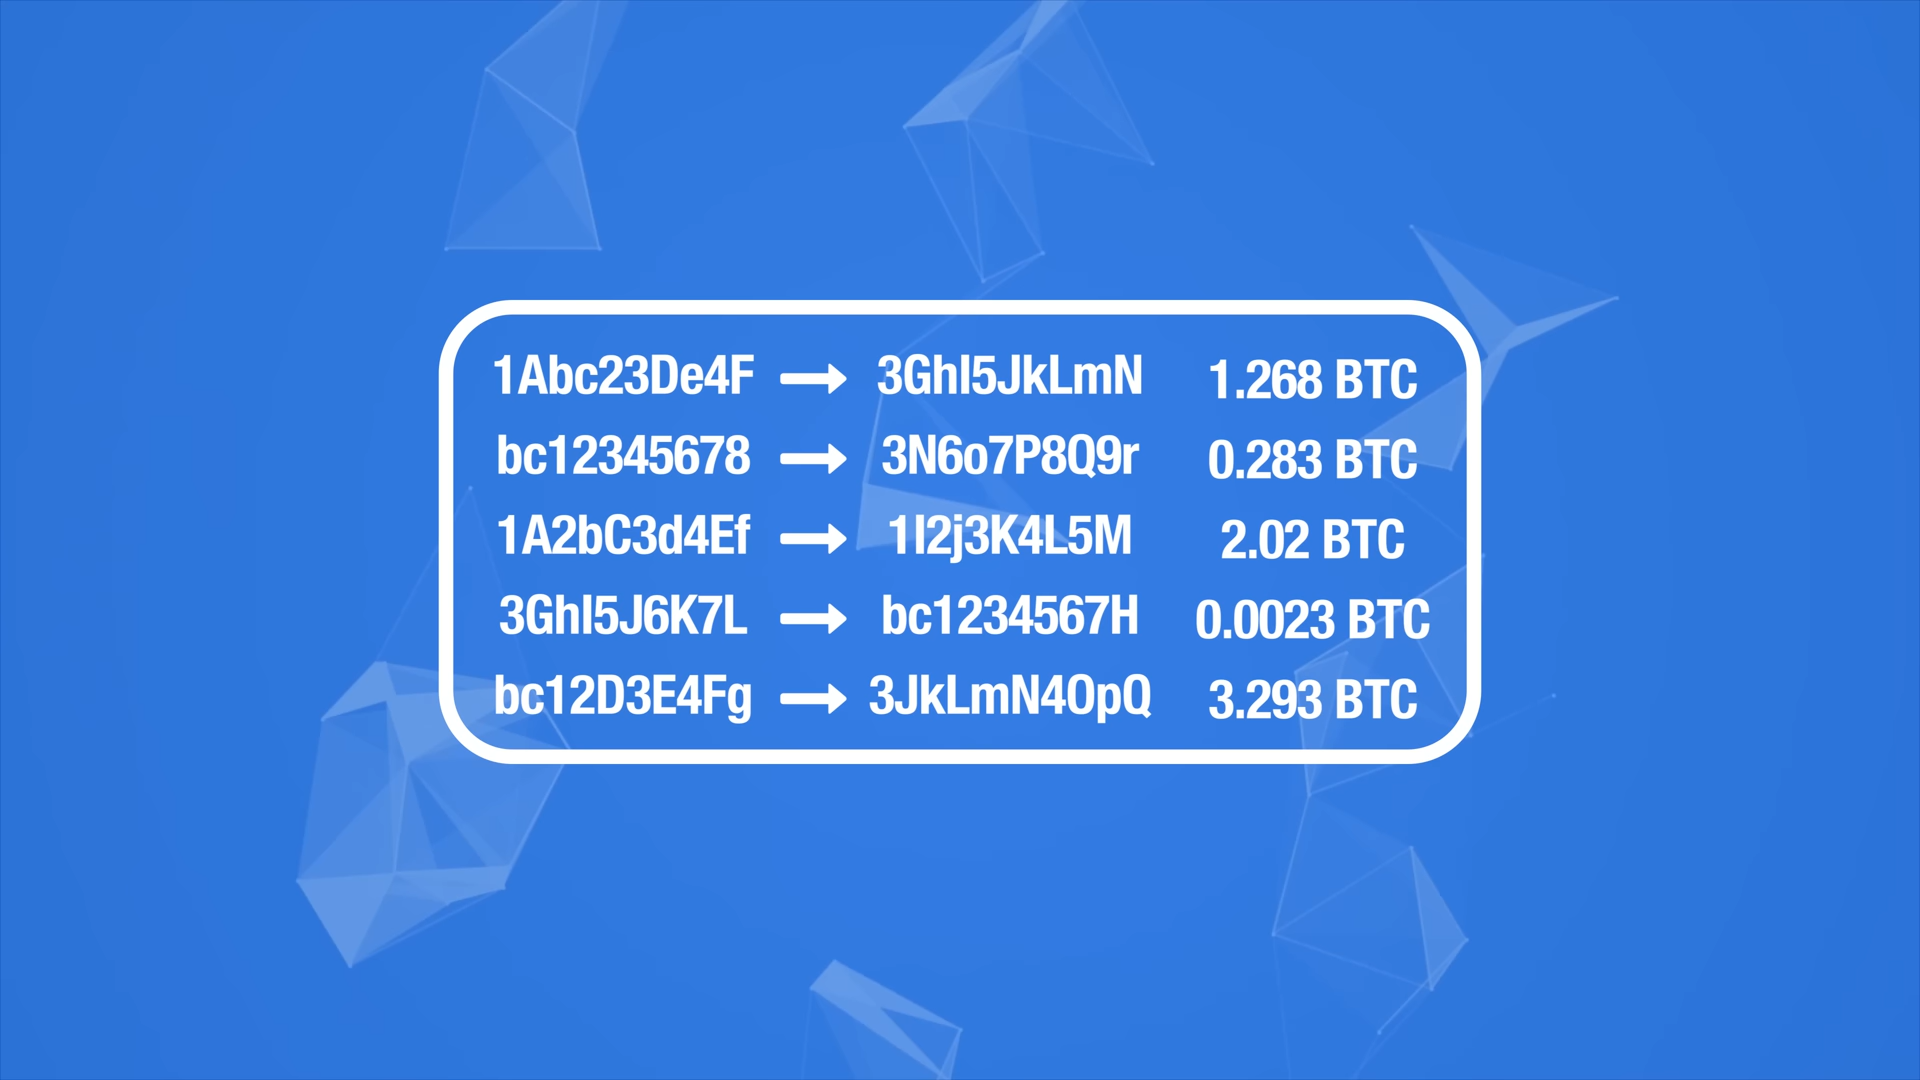 1Abc23De4F → 3GhI5JkLmN 1.268 BTC
bc12345678 → 3N6o7P8Q9r 0.283 BTC
1A2bC3d4Ef → 1I2j3K4L5M 2.02 BTC
3GhI5J6K7L → bc1234567H 0.0023 BTC
bc12D3E4Fg → 3JkLmN4OpQ 3.293 BTC